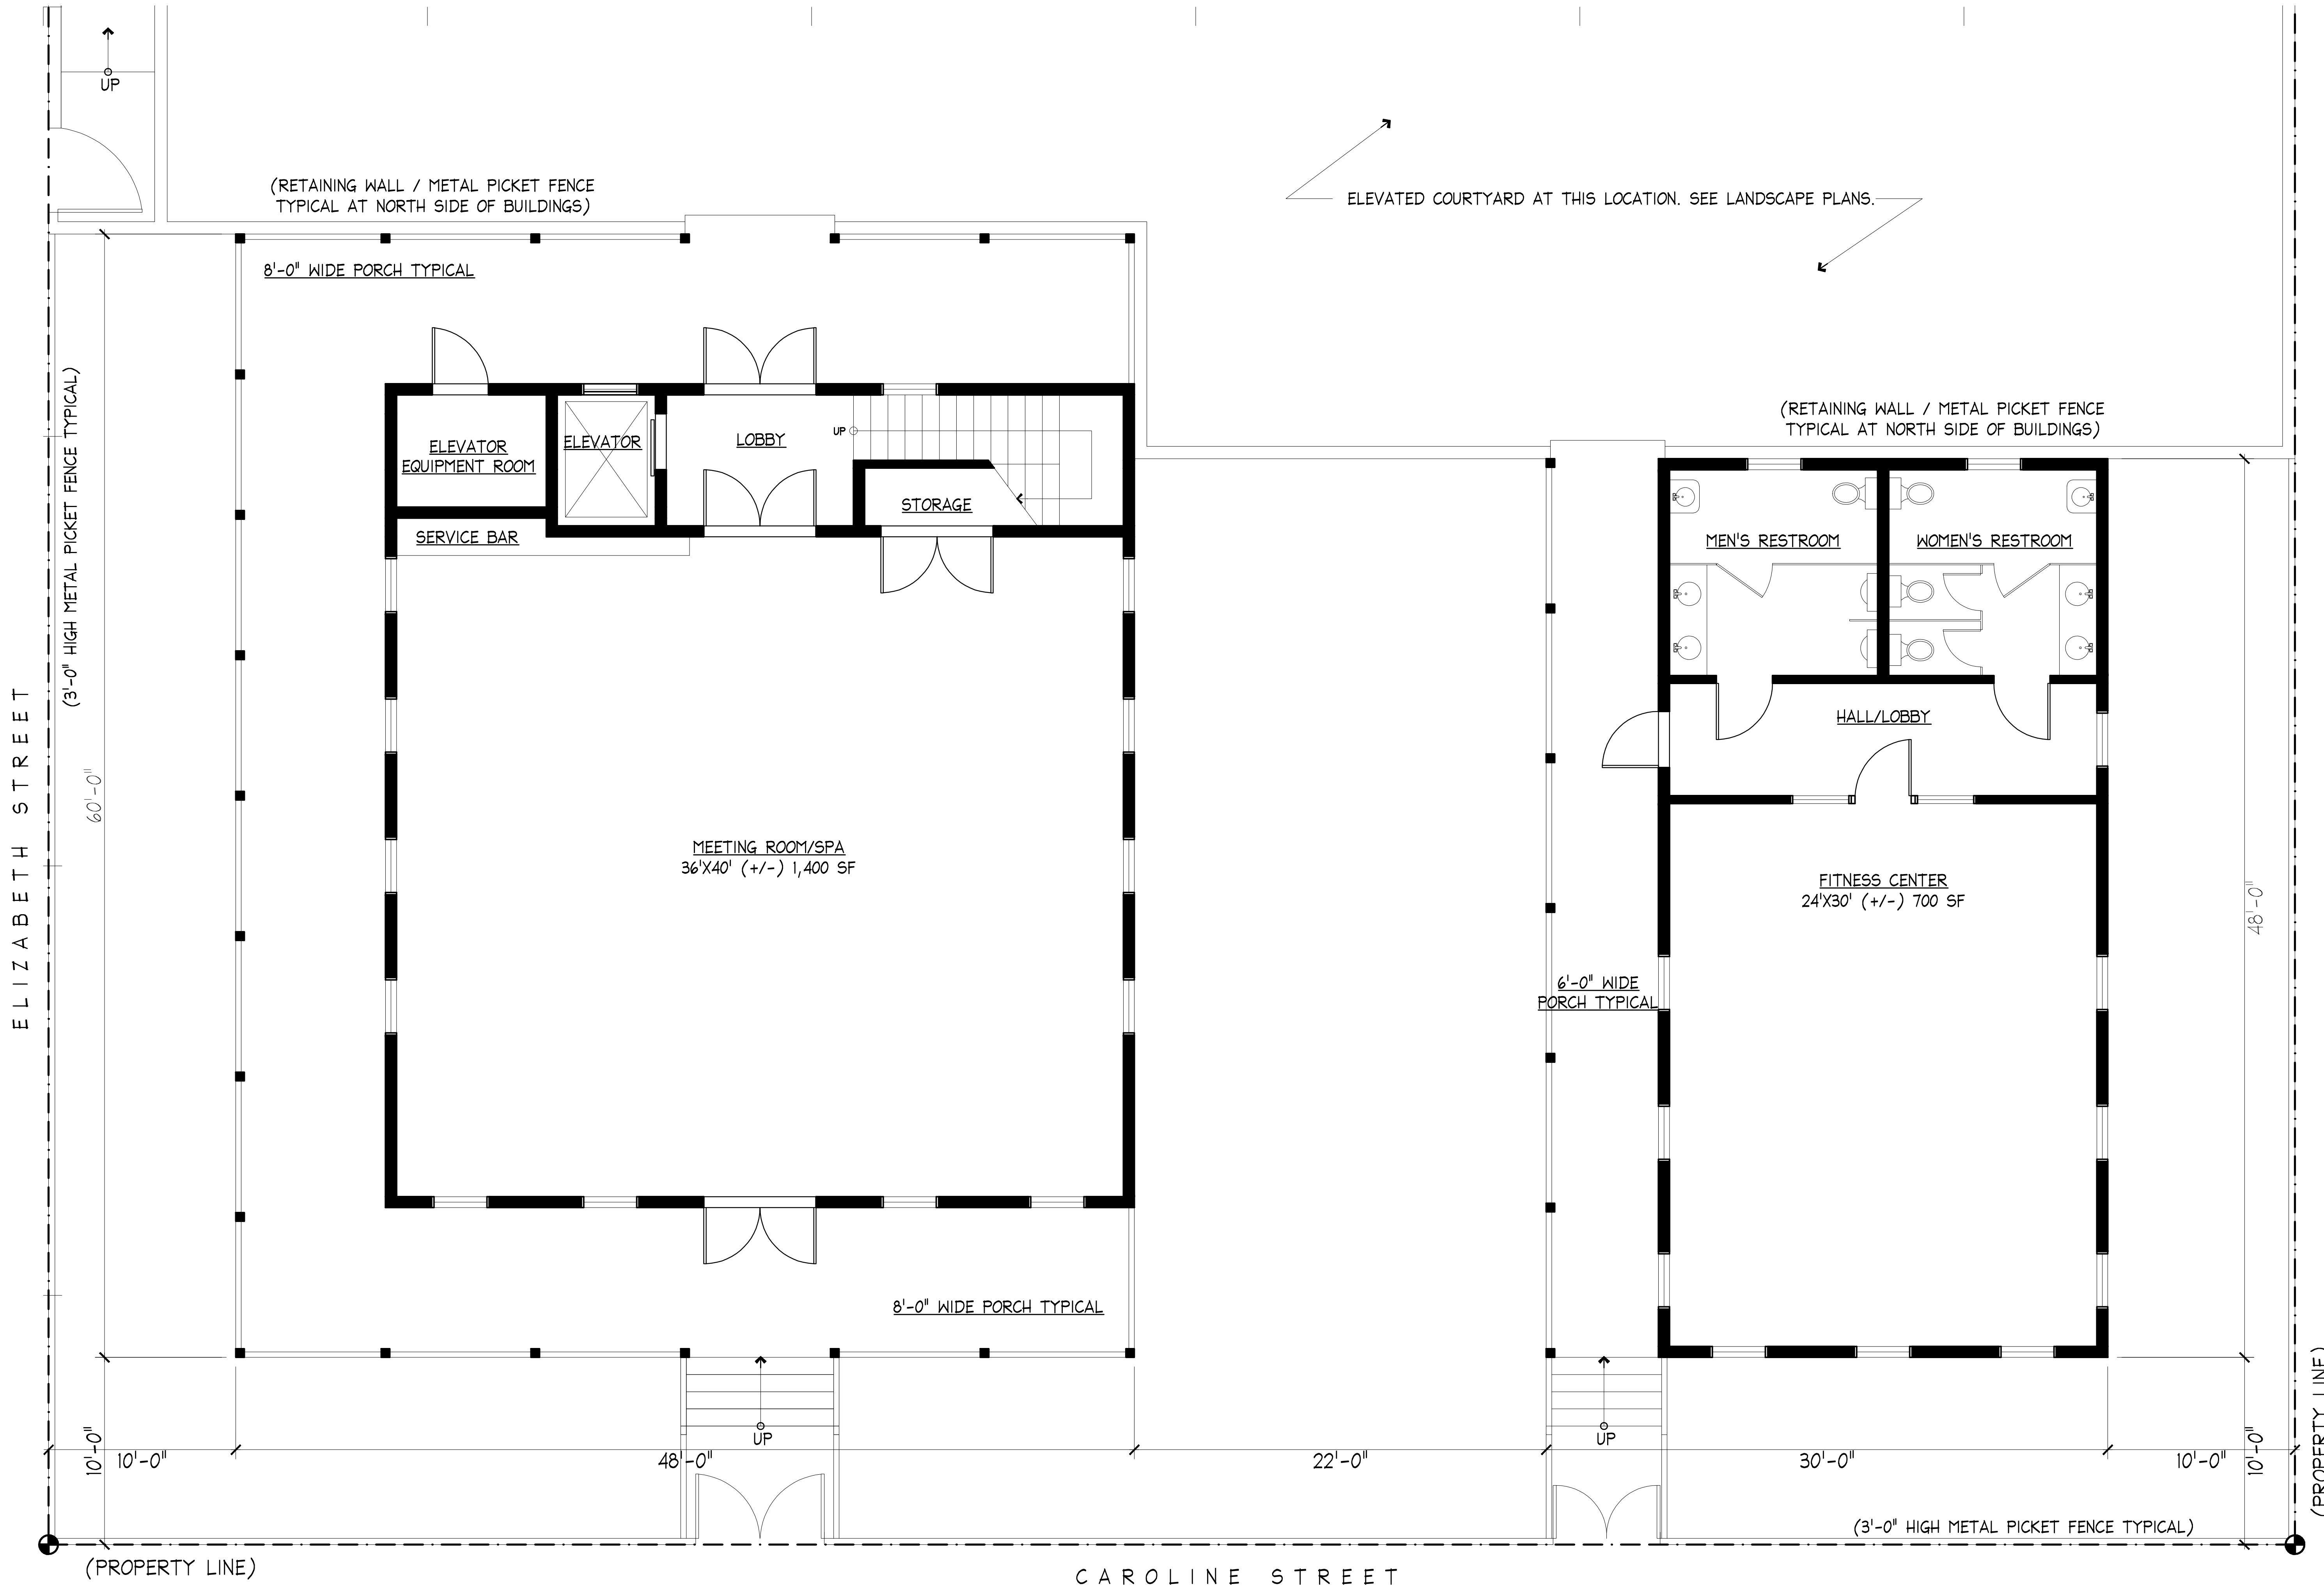 UP
(RETAINING WALL / METAL PICKET FENCE
TYPICAL AT NORTH SIDE OF BUILDINGS)
ELEVATED COURTYARD AT THIS LOCATION. SEE LANDSCAPE PLANS.
8'-0" WIDE PORCH TYPICAL
(3'-0" HIGH METAL PICKET FENCE TYPICAL)
ELIZABETH STREET
60'-0"
ELEVATOR
EQUIPMENT ROOM
ELEVATOR
LOBBY
UP
STORAGE
SERVICE BAR
(RETAINING WALL / METAL PICKET FENCE
TYPICAL AT NORTH SIDE OF BUILDINGS)
MEN'S RESTROOM
WOMEN'S RESTROOM
HALL/LOBBY
MEETING ROOM/SPA
36'X40' (+/-) 1,400 SF
FITNESS CENTER
24'X30' (+/-) 700 SF
48'-0"
6'-0" WIDE
PORCH TYPICAL
8'-0" WIDE PORCH TYPICAL
UP
UP
10'-0"
10'-0"
48'-0"
22'-0"
30'-0"
10'-0"
10'-0"
(PROPERTY LINE)
(3'-0" HIGH METAL PICKET FENCE TYPICAL)
(PROPERTY LINE)
CAROLINE STREET